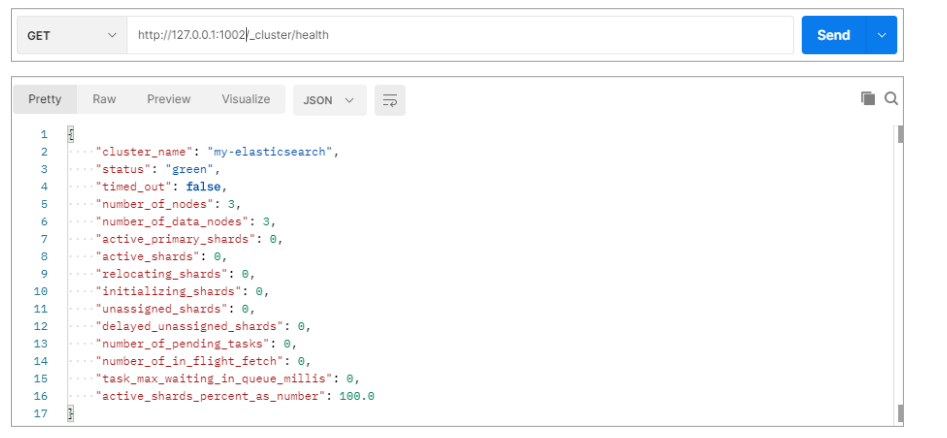 GET http://127.0.0.1:1002/_cluster/health Send
Pretty Raw Preview Visualize JSON
1 {
2 ····"cluster_name": "my-elasticsearch",
3 ····"status": "green",
4 ····"timed_out": false,
5 ····"number_of_nodes": 3,
6 ····"number_of_data_nodes": 3,
7 ····"active_primary_shards": 0,
8 ····"active_shards": 0,
9 ····"relocating_shards": 0,
10 ····"initializing_shards": 0,
11 ····"unassigned_shards": 0,
12 ····"delayed_unassigned_shards": 0,
13 ····"number_of_pending_tasks": 0,
14 ····"number_of_in_flight_fetch": 0,
15 ····"task_max_waiting_in_queue_millis": 0,
16 ····"active_shards_percent_as_number": 100.0
17 }